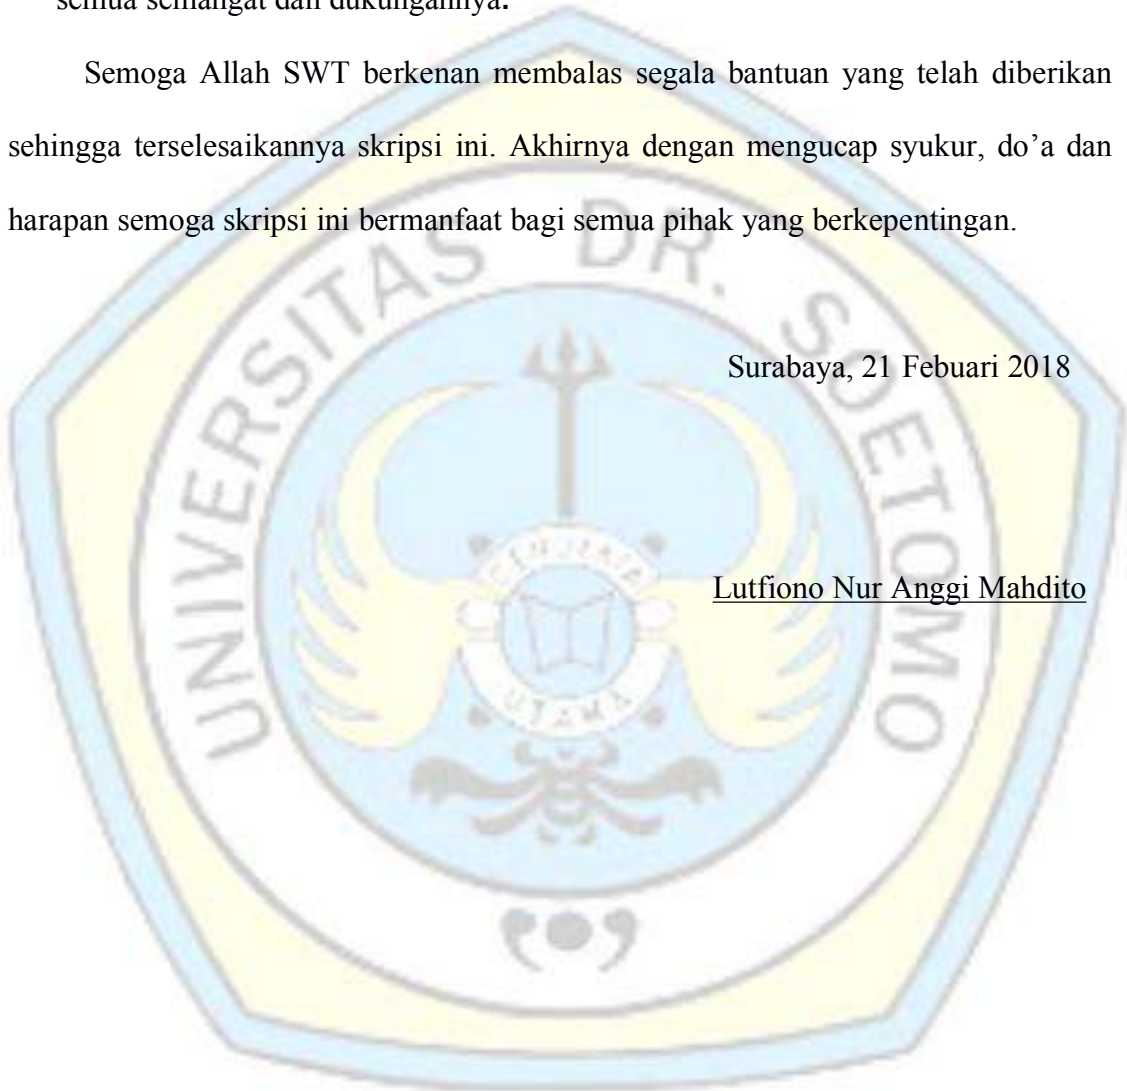 semua semangat dan dukungannya.
Semoga Allah SWT berkenan membalas segala bantuan yang telah diberikan
sehingga terselesaikannya skripsi ini. Akhirnya dengan mengucap syukur, do’a dan
harapan semoga skripsi ini bermanfaat bagi semua pihak yang berkepentingan.
UNIVERSITAS DR. SOETOMO
Surabaya, 21 Febuari 2018
Lutfiono Nur Anggi Mahdito
UTAMA